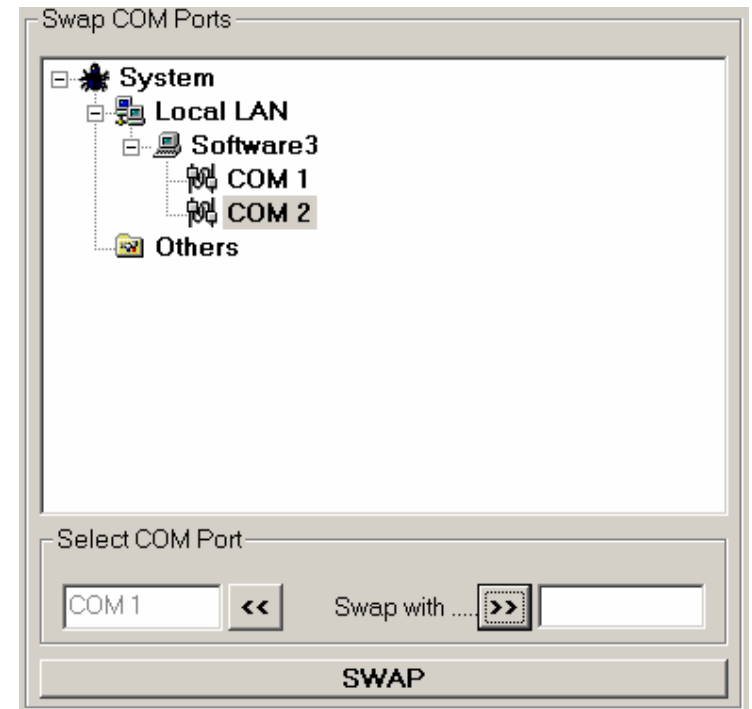 Swap COM Ports
System
Local LAN
Software3
COM 1
COM 2
Others
Select COM Port
COM 1 << Swap with ..... >>
SWAP